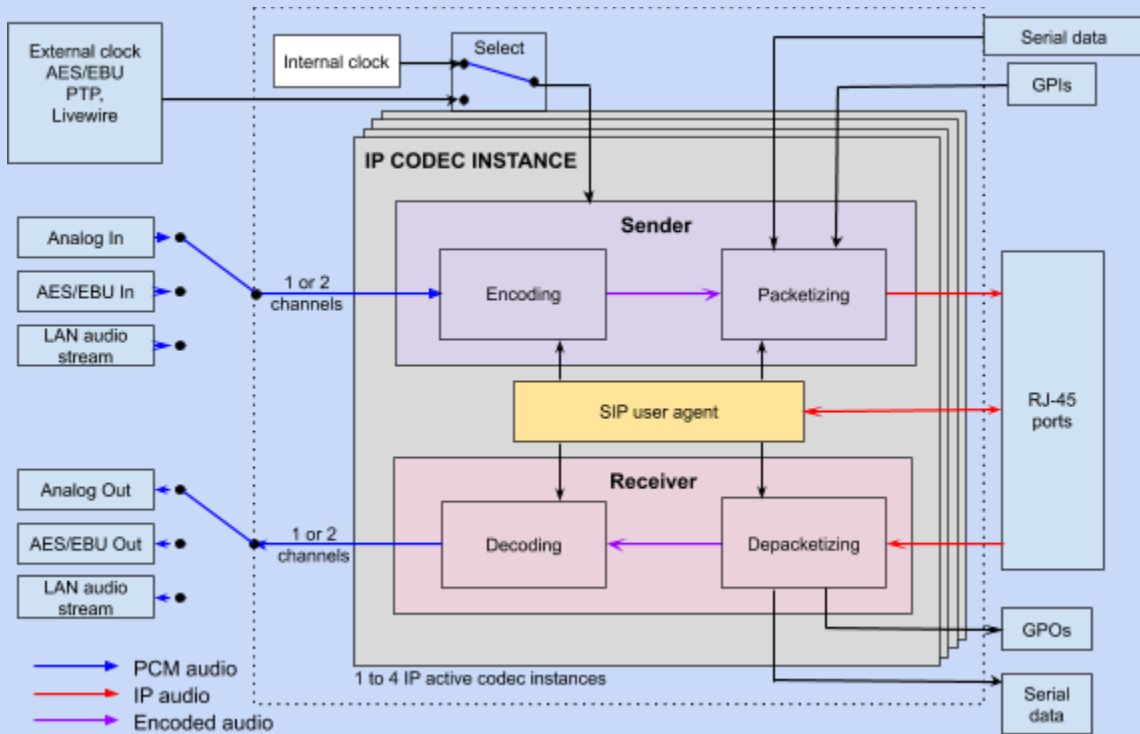 External clock
AES/EBU
PTP,
Livewire
Internal clock
Select
Serial data
GPIs
IP CODEC INSTANCE
Sender
Analog In
AES/EBU In
LAN audio
stream
1 or 2
channels
Encoding
Packetizing
SIP user agent
RJ-45
ports
Receiver
Analog Out
AES/EBU Out
LAN audio
stream
1 or 2
channels
Decoding
Depacketizing
GPOs
Serial
data
1 to 4 IP active codec instances
PCM audio
IP audio
Encoded audio